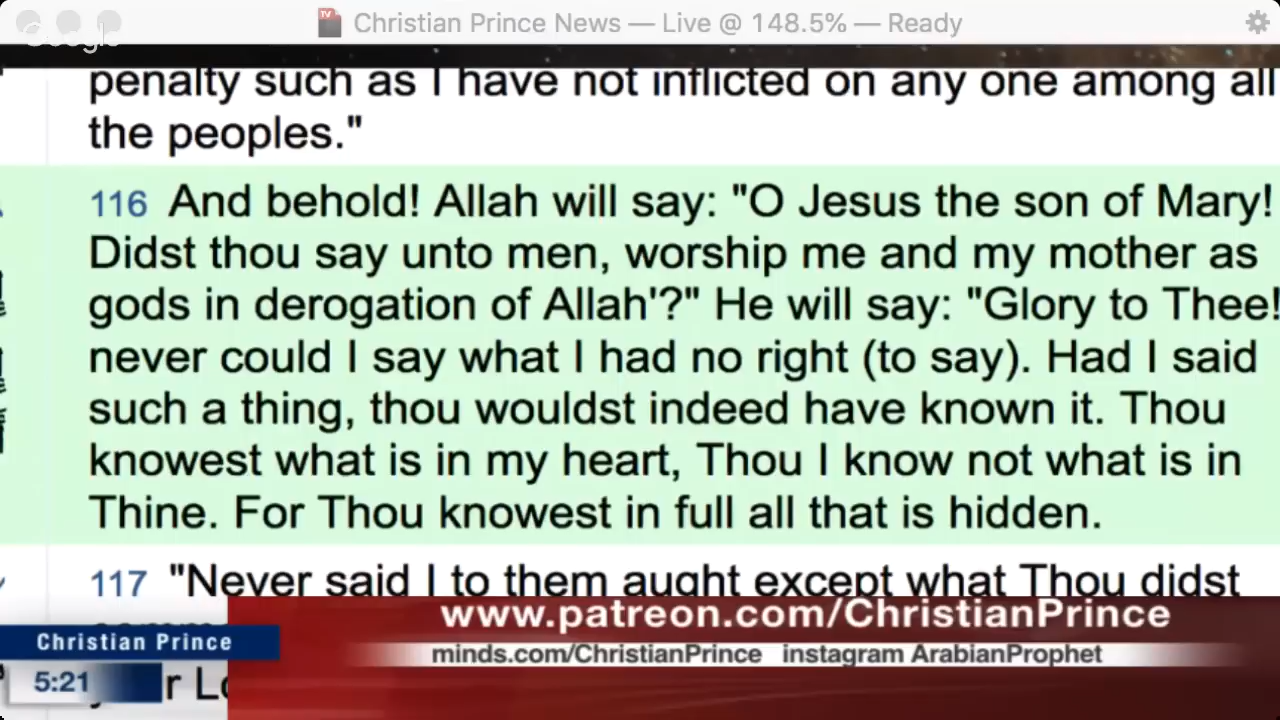 Christian Prince News — Live @ 148.5% — Ready
Google
penalty such as I have not inflicted on any one among all
the peoples."
116 And behold! Allah will say: "O Jesus the son of Mary!
Didst thou say unto men, worship me and my mother as
gods in derogation of Allah'?" He will say: "Glory to Thee!
never could I say what I had no right (to say). Had I said
such a thing, thou wouldst indeed have known it. Thou
knowest what is in my heart, Thou I know not what is in
Thine. For Thou knowest in full all that is hidden.
117 "Never said I to them aught except what Thou didst
www.patreon.com/ChristianPrince
Christian Prince
minds.com/ChristianPrince instagram ArabianProphet
5:21